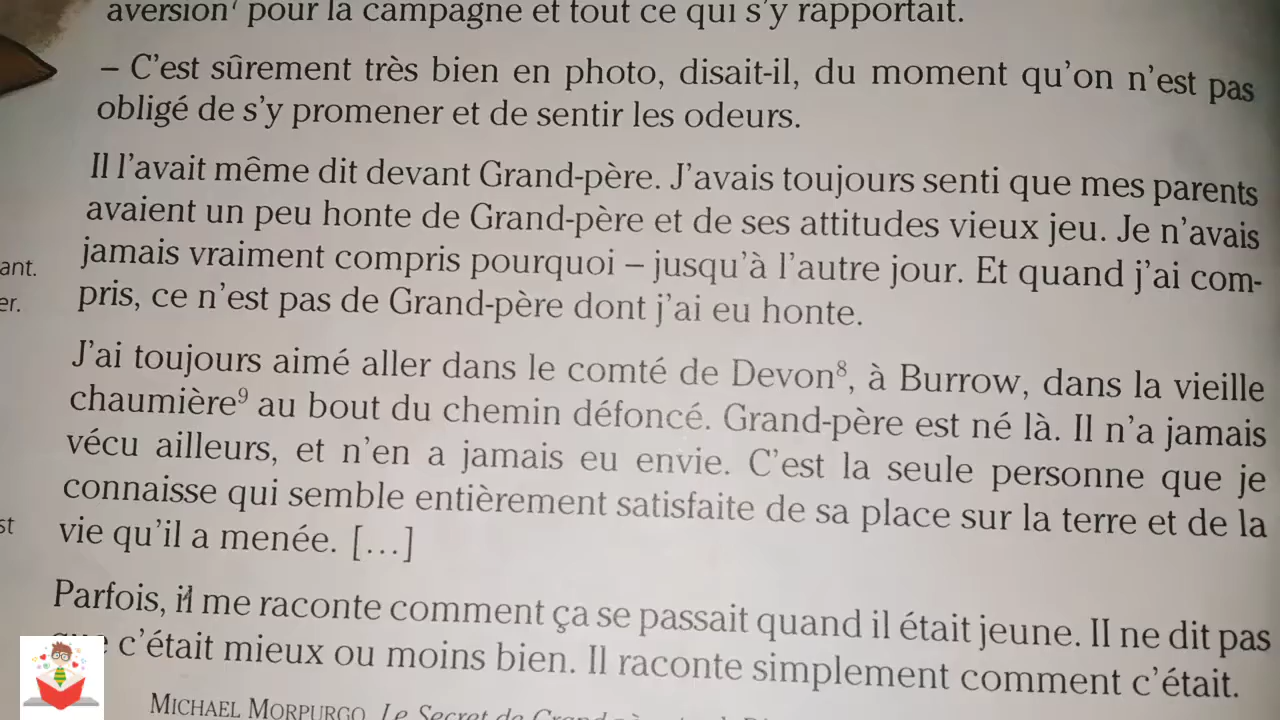 aversion⁷ pour la campagne et tout ce qui s'y rapportait.
– C'est sûrement très bien en photo, disait-il, du moment qu'on n'est pas
obligé de s'y promener et de sentir les odeurs.
Il l'avait même dit devant Grand-père. J'avais toujours senti que mes parents
avaient un peu honte de Grand-père et de ses attitudes vieux jeu. Je n'avais
ant.
jamais vraiment compris pourquoi – jusqu'à l'autre jour. Et quand j'ai com-
er.
pris, ce n'est pas de Grand-père dont j'ai eu honte.
J'ai toujours aimé aller dans le comté de Devon⁸, à Burrow, dans la vieille
chaumière⁹ au bout du chemin défoncé. Grand-père est né là. Il n'a jamais
vécu ailleurs, et n'en a jamais eu envie. C'est la seule personne que je
connaisse qui semble entièrement satisfaite de sa place sur la terre et de la
st
vie qu'il a menée. [...]
Parfois, il me raconte comment ça se passait quand il était jeune. Il ne dit pas
c'était mieux ou moins bien. Il raconte simplement comment c'était.
MICHAEL MORPURGO, Le Secret de